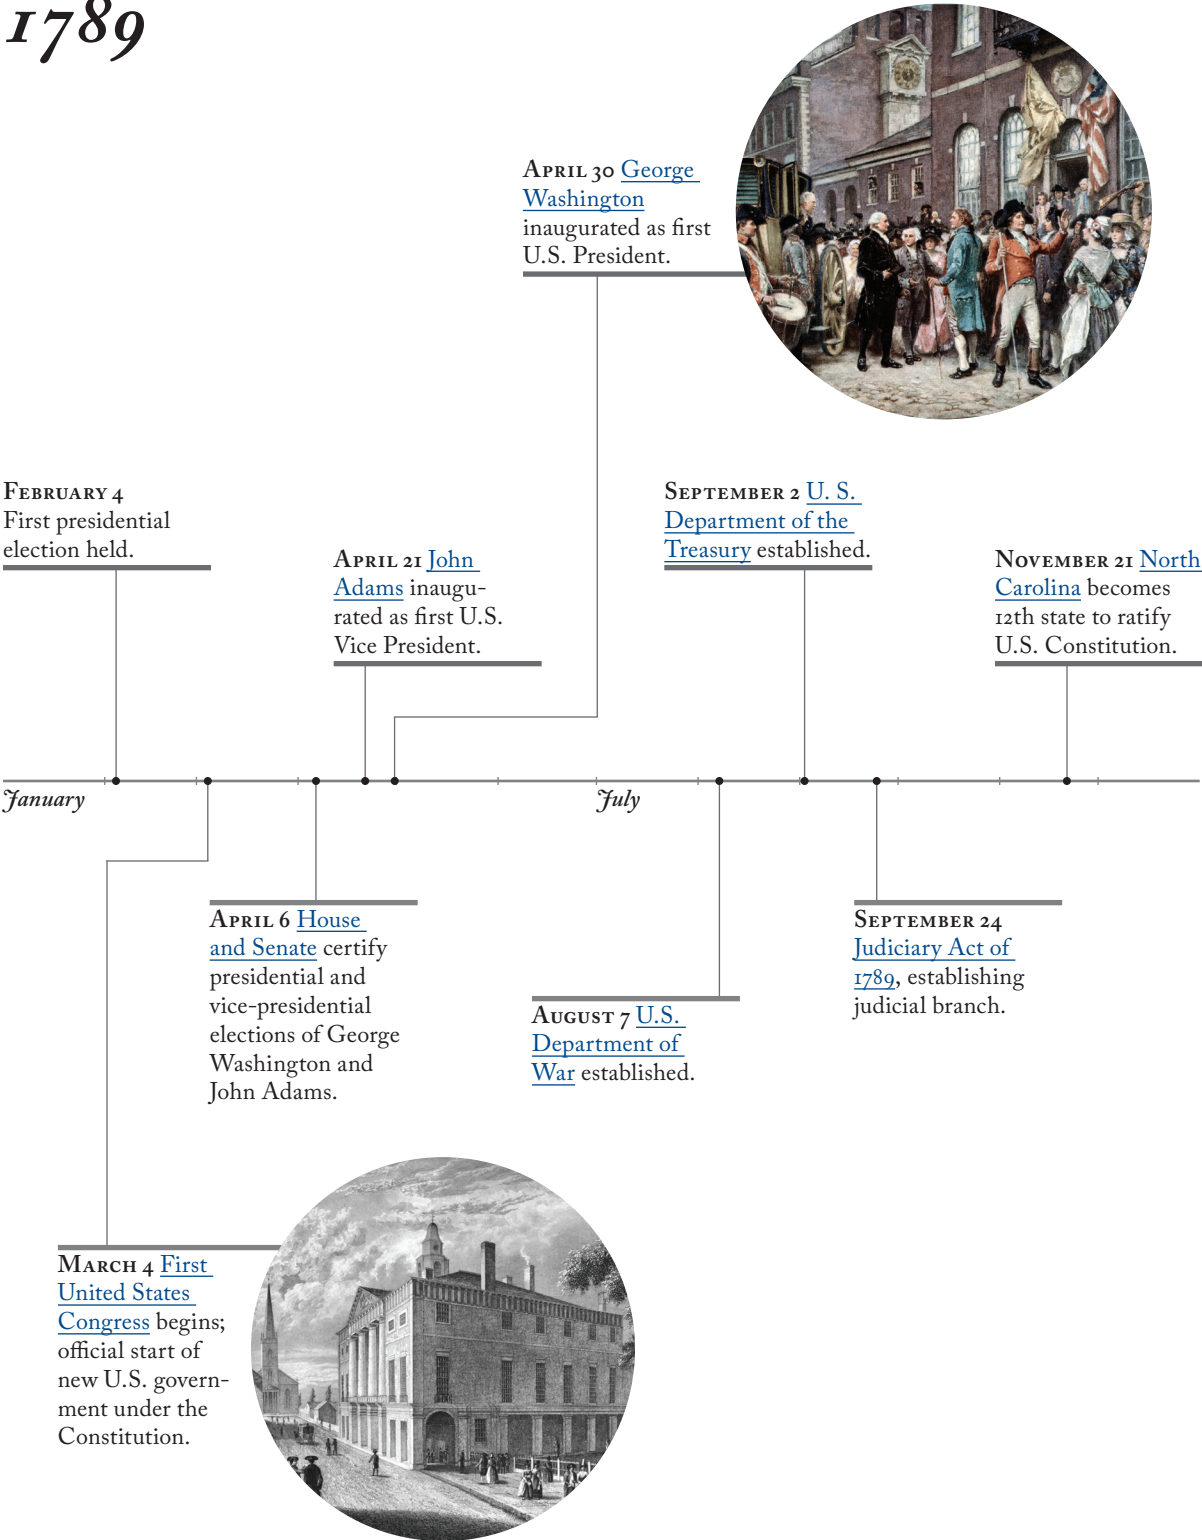 1789
APRIL 30 George
Washington
inaugurated as first
U.S. President.
FEBRUARY 4
First presidential
election held.
APRIL 21 John
Adams inaugu-
rated as first U.S.
Vice President.
SEPTEMBER 2 U. S.
Department of the
Treasury established.
NOVEMBER 21 North
Carolina becomes
12th state to ratify
U.S. Constitution.
January
July
APRIL 6 House
and Senate certify
presidential and
vice-presidential
elections of George
Washington and
John Adams.
AUGUST 7 U.S.
Department of
War established.
SEPTEMBER 24
Judiciary Act of
1789, establishing
judicial branch.
MARCH 4 First
United States
Congress begins;
official start of
new U.S. govern-
ment under the
Constitution.